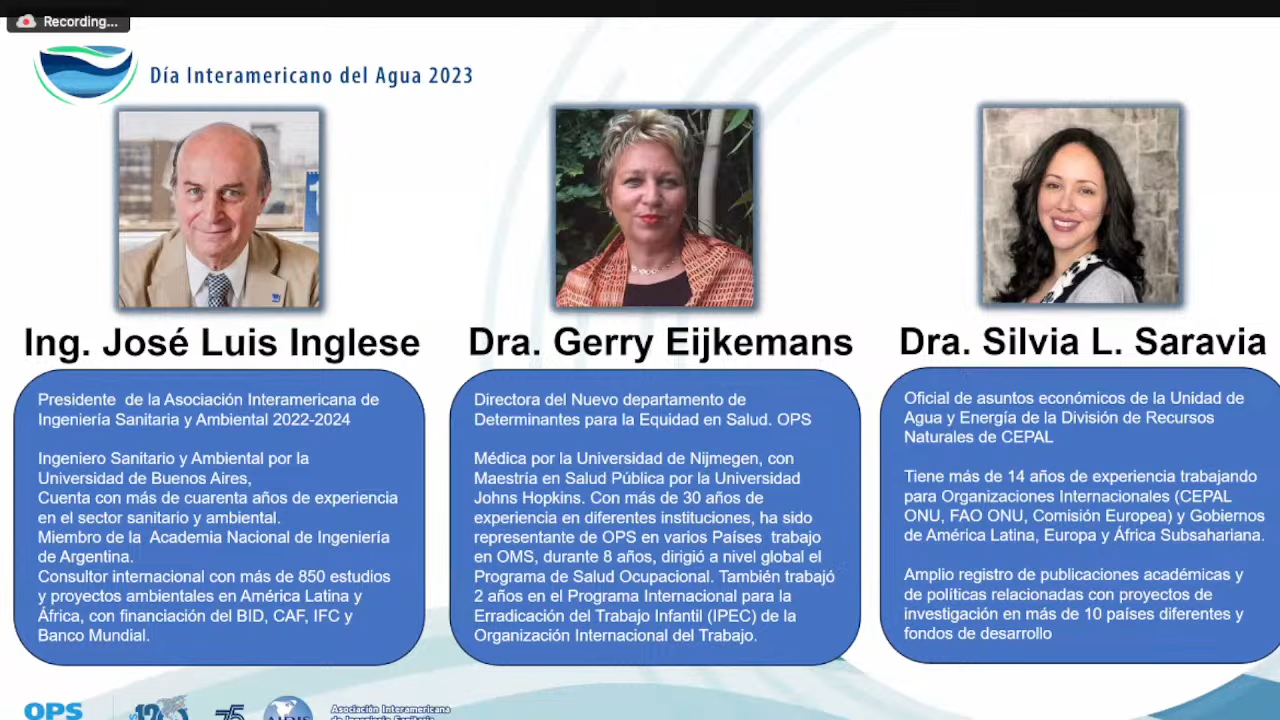 Recording...
Día Interamericano del Agua 2023
Ing. José Luis Inglese
Presidente de la Asociación Interamericana de
Ingeniería Sanitaria y Ambiental 2022-2024
Ingeniero Sanitario y Ambiental por la
Universidad de Buenos Aires,
Cuenta con más de cuarenta años de experiencia
en el sector sanitario y ambiental.
Miembro de la Academia Nacional de Ingeniería
de Argentina.
Consultor internacional con más de 850 estudios
y proyectos ambientales en América Latina y
África, con financiación del BID, CAF, IFC y
Banco Mundial.
Dra. Gerry Eijkemans
Directora del Nuevo departamento de
Determinantes para la Equidad en Salud. OPS
Médica por la Universidad de Nijmegen, con
Maestria en Salud Pública por la Universidad
Johns Hopkins. Con más de 30 años de
experiencia en diferentes instituciones, ha sido
representante de OPS en varios Países trabajo
en OMS, durante 8 años, dirigió a nivel global el
Programa de Salud Ocupacional. También trabajó
2 años en el Programa Internacional para la
Erradicación del Trabajo Infantil (IPEC) de la
Organización Internacional del Trabajo.
Dra. Silvia L. Saravia
Oficial de asuntos económicos de la Unidad de
Agua y Energía de la División de Recursos
Naturales de CEPAL
Tiene más de 14 años de experiencia trabajando
para Organizaciones Internacionales (CEPAL
ONU, FAO ONU, Comisión Europea) y Gobiernos
de América Latina, Europa y África Subsahariana.
Amplio registro de publicaciones académicas y
de políticas relacionadas con proyectos de
investigación en más de 10 países diferentes y
fondos de desarrollo
OPS
75
AIDIS
Asociación Interamericana
de Ingeniería Sanitaria